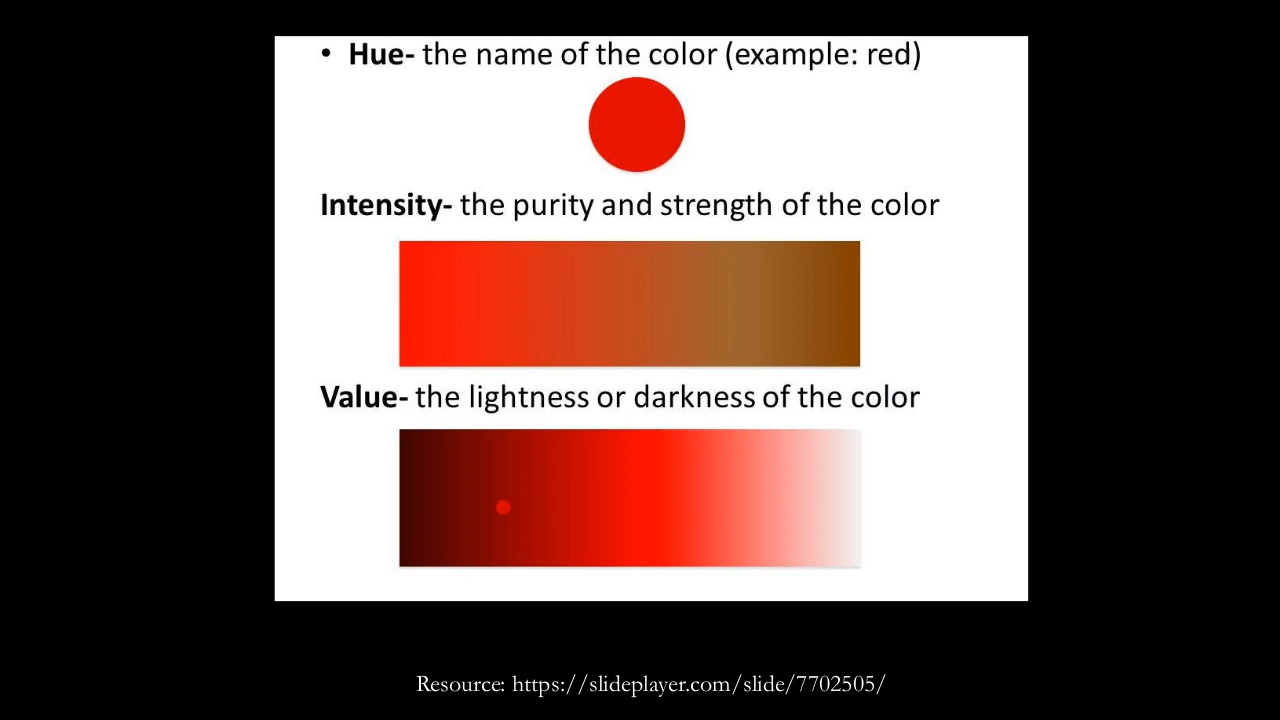 • Hue- the name of the color (example: red)
Intensity- the purity and strength of the color
Value- the lightness or darkness of the color
Resource: https://slideplayer.com/slide/7702505/